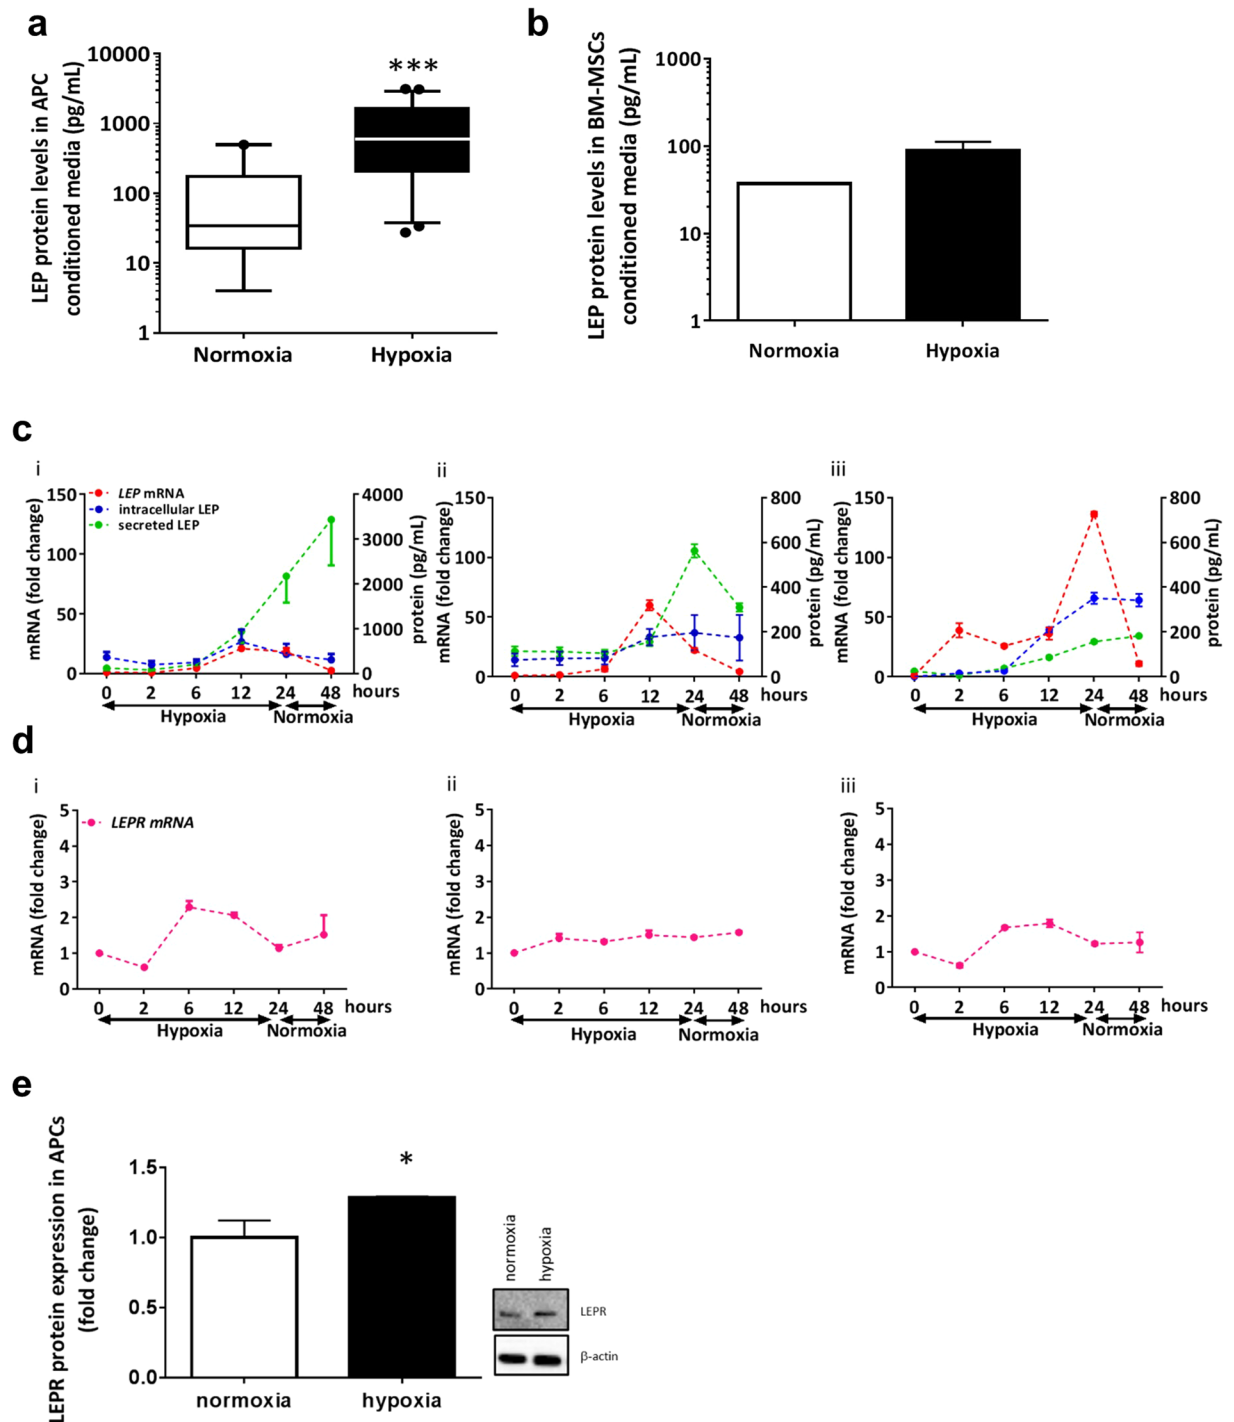 a
LEP protein levels in APC
conditioned media (pg/mL)
10000
1000
100
10
1
***
Normoxia
Hypoxia
b
LEP protein levels in BM-MSCs
conditioned media (pg/mL)
1000
100
10
1
Normoxia
Hypoxia
c
i
mRNA (fold change)
150
100
50
0
LEP mRNA
intracellular LEP
secreted LEP
4000
3000
2000
1000
0
protein (pg/mL)
0 2 6 12 24 48 hours
Hypoxia Normoxia
ii
mRNA (fold change)
150
100
50
0
800
600
400
200
0
protein (pg/mL)
0 2 6 12 24 48 hours
Hypoxia Normoxia
iii
mRNA (fold change)
150
100
50
0
800
600
400
200
0
protein (pg/mL)
0 2 6 12 24 48 hours
Hypoxia Normoxia
d
i
mRNA (fold change)
5
4
3
2
1
0
LEPR mRNA
0 2 6 12 24 48 hours
Hypoxia Normoxia
ii
mRNA (fold change)
5
4
3
2
1
0
0 2 6 12 24 48 hours
Hypoxia Normoxia
iii
mRNA (fold change)
5
4
3
2
1
0
0 2 6 12 24 48 hours
Hypoxia Normoxia
e
LEPR protein expression in APCs
(fold change)
1.5
1.0
0.5
0.0
*
normoxia
hypoxia
normoxia
hypoxia
LEPR
β-actin